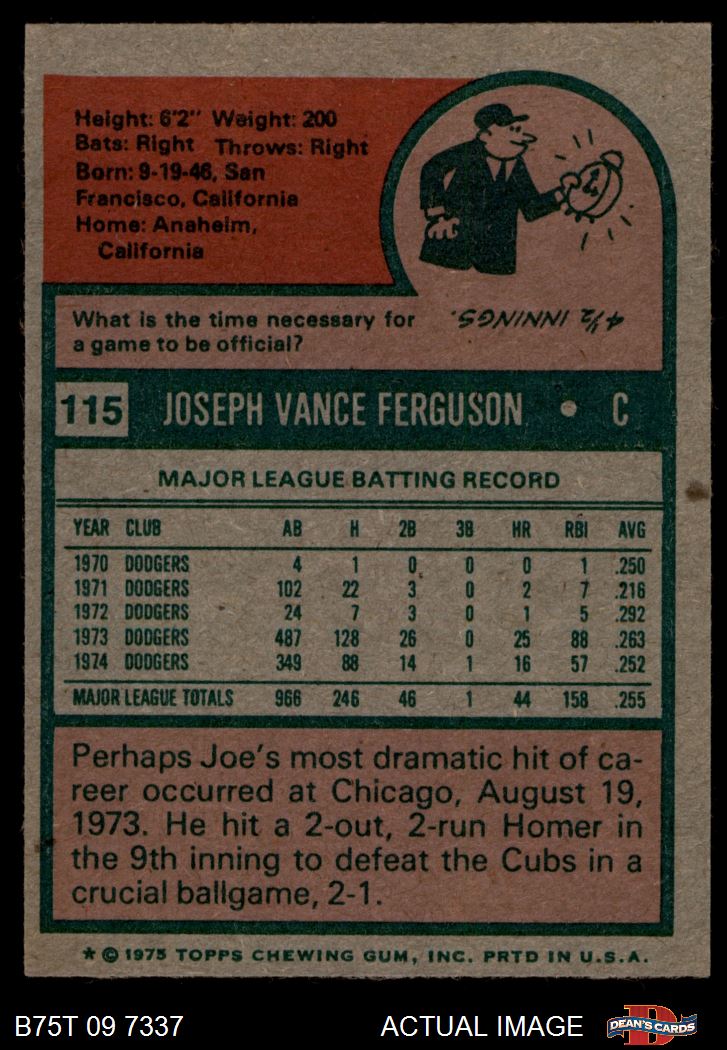 Height: 6'2" Weight: 200
Bats: Right Throws: Right
Born: 9-19-46, San
Francisco, California
Home: Anaheim,
California
What is the time necessary for
a game to be official?
4½ INNINGS.
115 JOSEPH VANCE FERGUSON • C
MAJOR LEAGUE BATTING RECORD
YEAR CLUB AB H 2B 3B HR RBI AVG
1970 DODGERS 4 1 0 0 0 1 .250
1971 DODGERS 102 22 3 0 2 7 .216
1972 DODGERS 24 7 3 0 1 5 .292
1973 DODGERS 487 128 26 0 25 88 .263
1974 DODGERS 349 88 14 1 16 57 .252
MAJOR LEAGUE TOTALS 966 246 46 1 44 158 .255
Perhaps Joe's most dramatic hit of ca-
reer occurred at Chicago, August 19,
1973. He hit a 2-out, 2-run Homer in
the 9th inning to defeat the Cubs in a
crucial ballgame, 2-1.
* © 1975 TOPPS CHEWING GUM, INC. PRTD IN U.S.A.
B75T 09 7337 ACTUAL IMAGE D DEAN'S CARDS